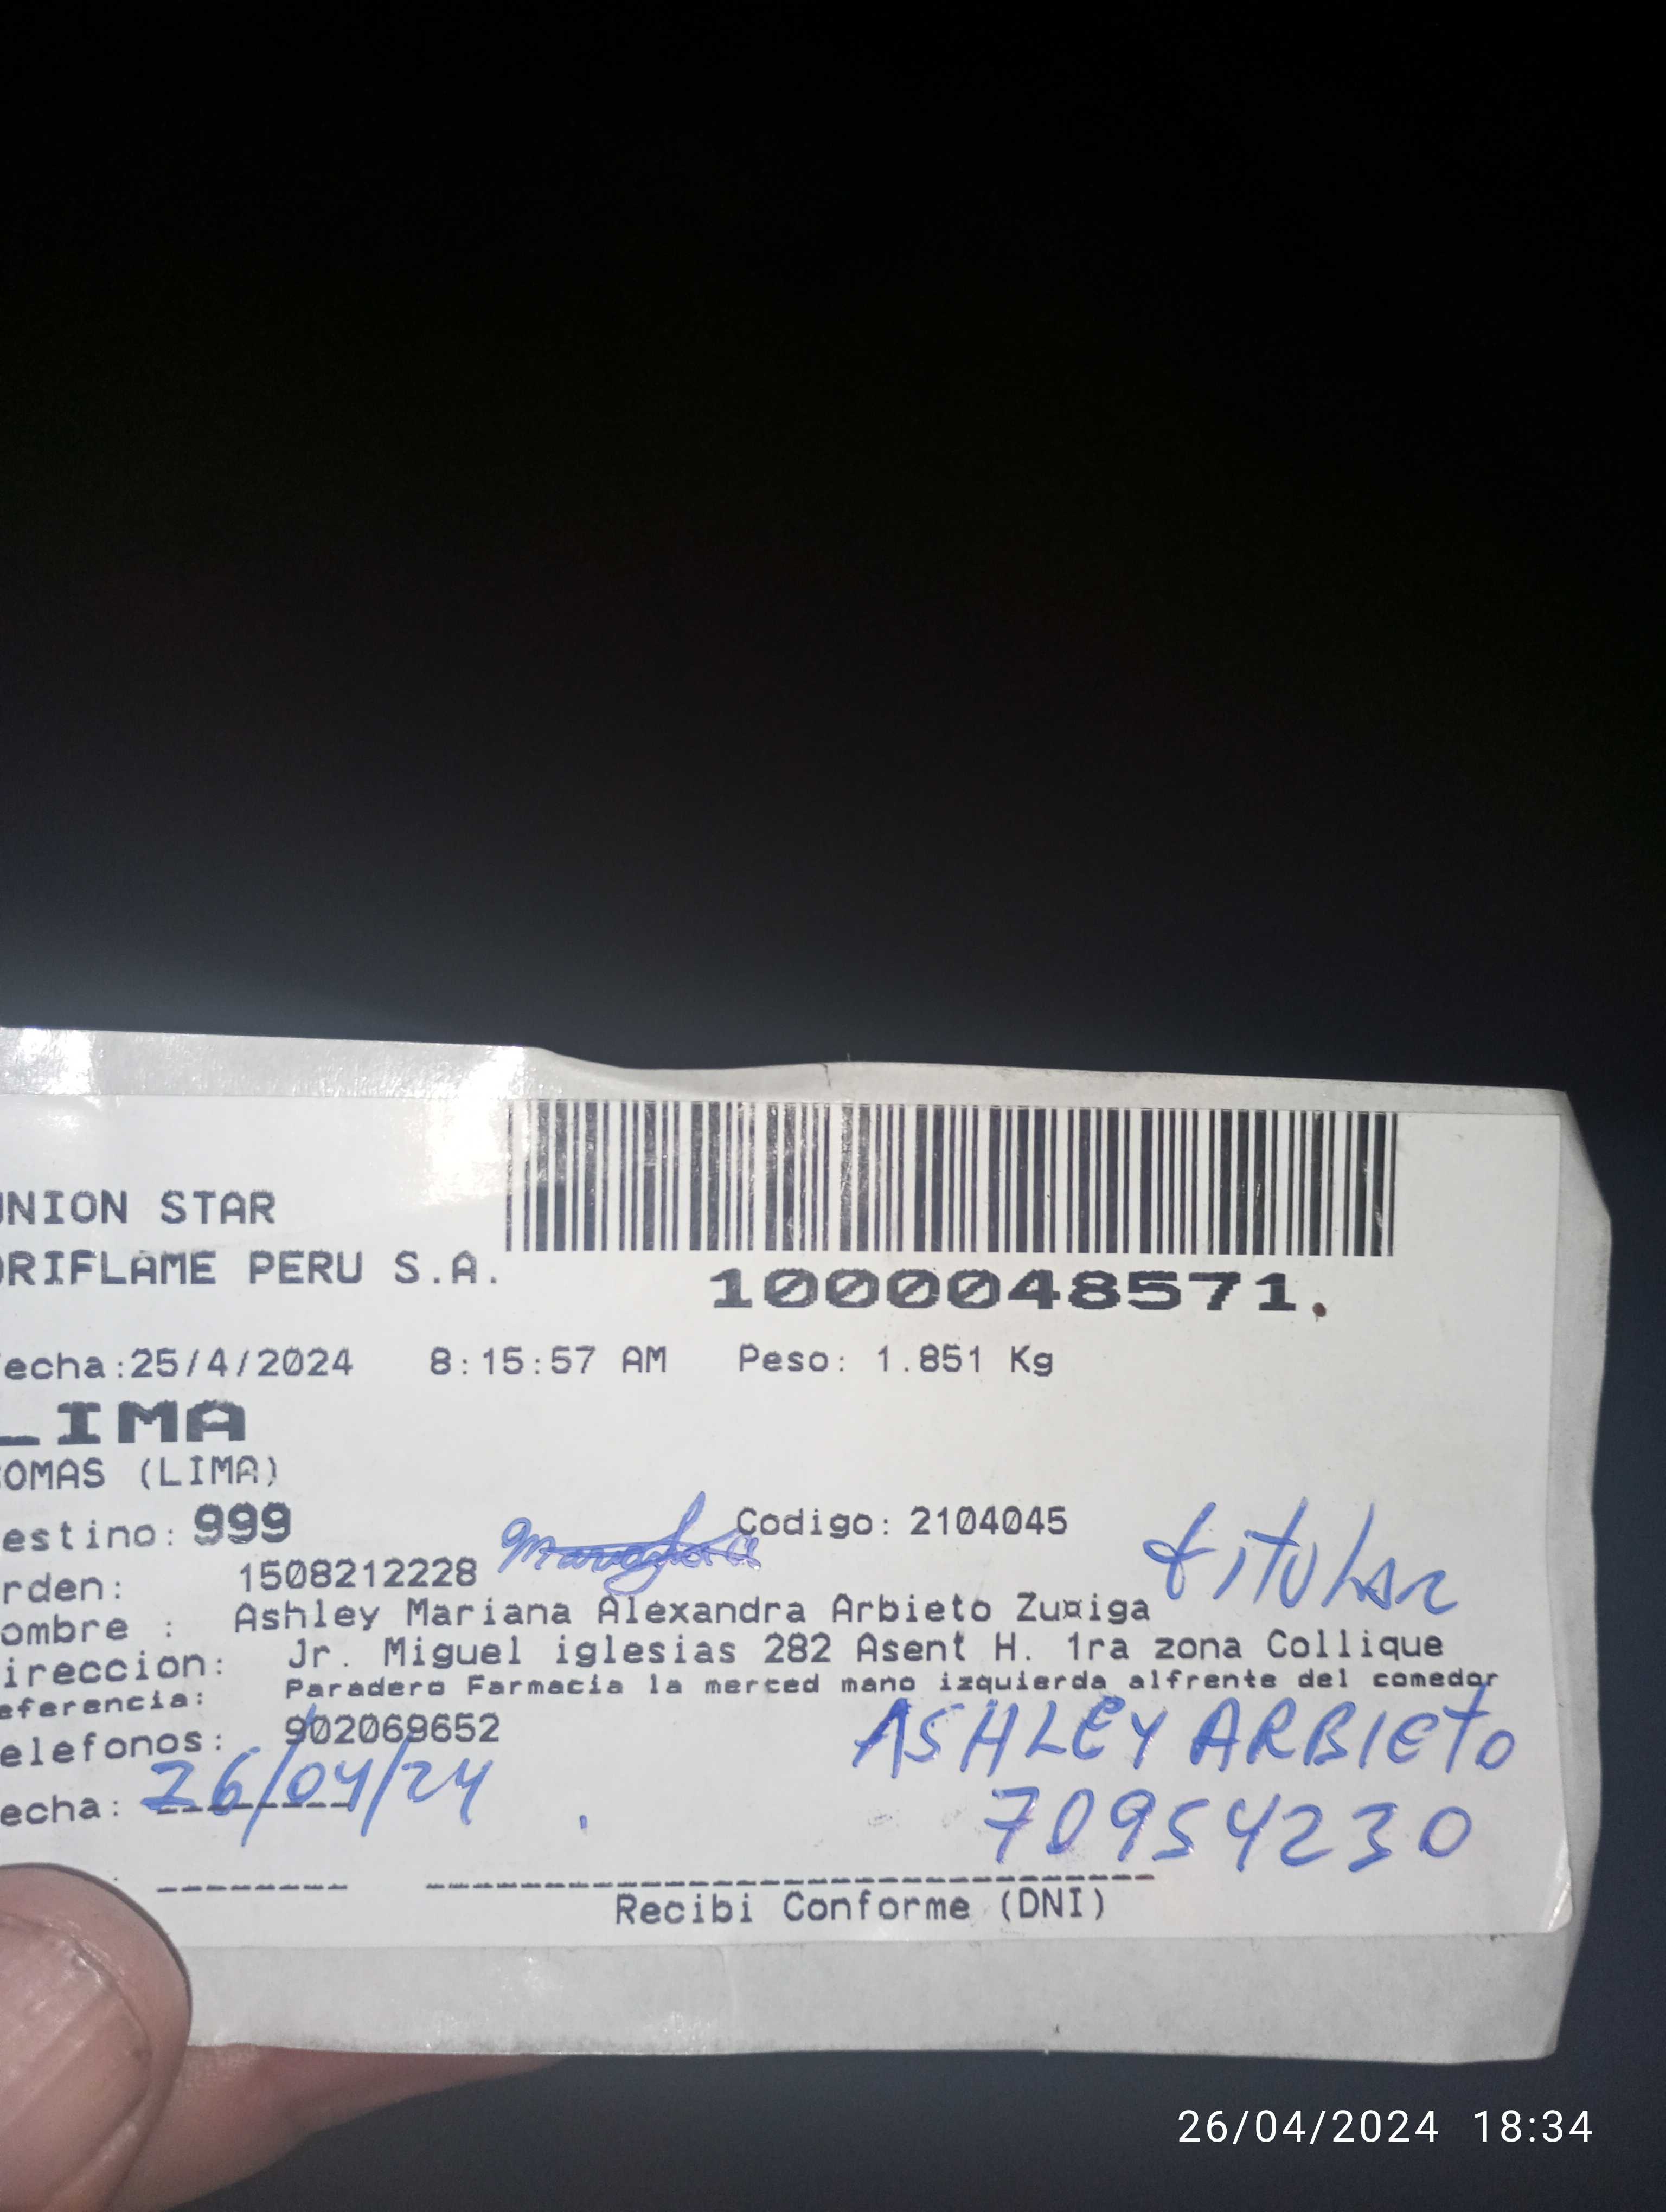 UNION STAR
ORIFLAME PERU S.A.
1000048571.
Fecha:25/4/2024 8:15:57 AM Peso: 1.851 Kg
LIMA
COMAS (LIMA)
estino: 999 Codigo: 2104045
rden: 1508212228
titular
ombre : Ashley Mariana Alexandra Arbieto Zu¤iga
ireccion: Jr. Miguel iglesias 282 Asent H. 1ra zona Collique
eferencia: Paradero Farmacia la merced mano izquierda alfrente del comedor
elefonos: 902069652
ASHLEY ARBIETO
echa: 26/04/24
70954230
Recibi Conforme (DNI)
26/04/2024 18:34